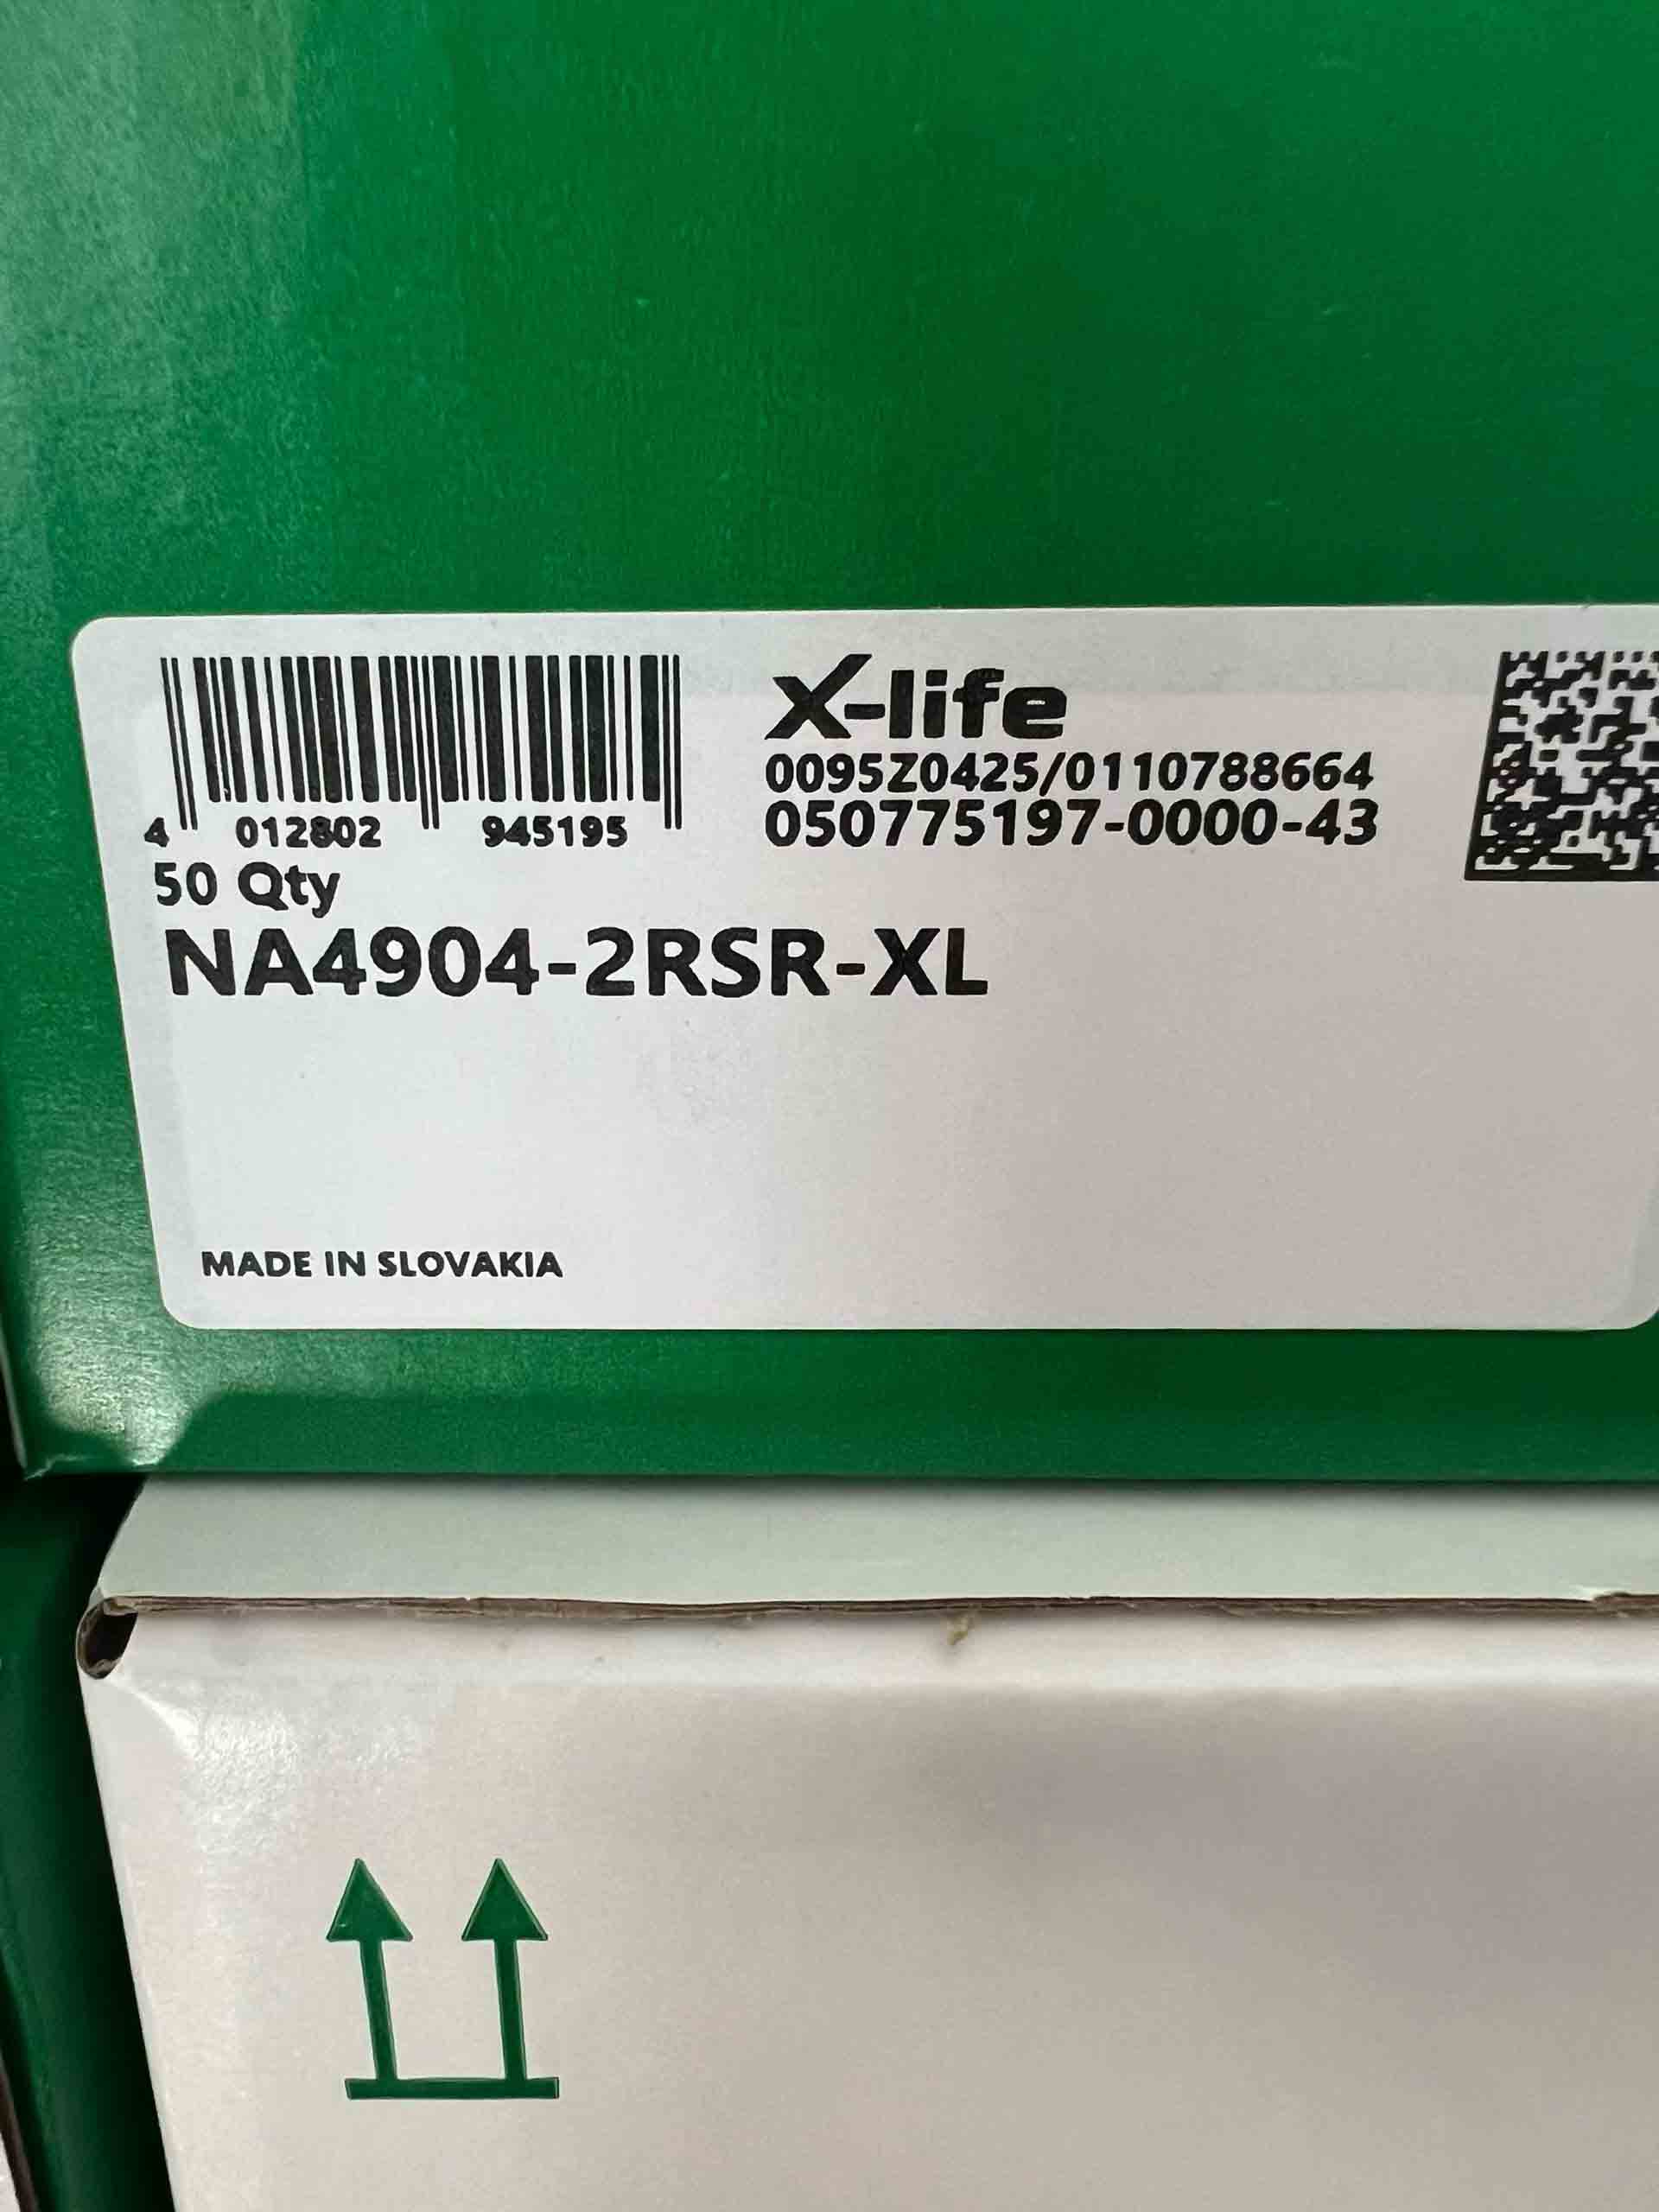 X-life
0095Z0425/0110788664
050775197-0000-43
4 012802 945195
50 Qty
NA4904-2RSR-XL
MADE IN SLOVAKIA